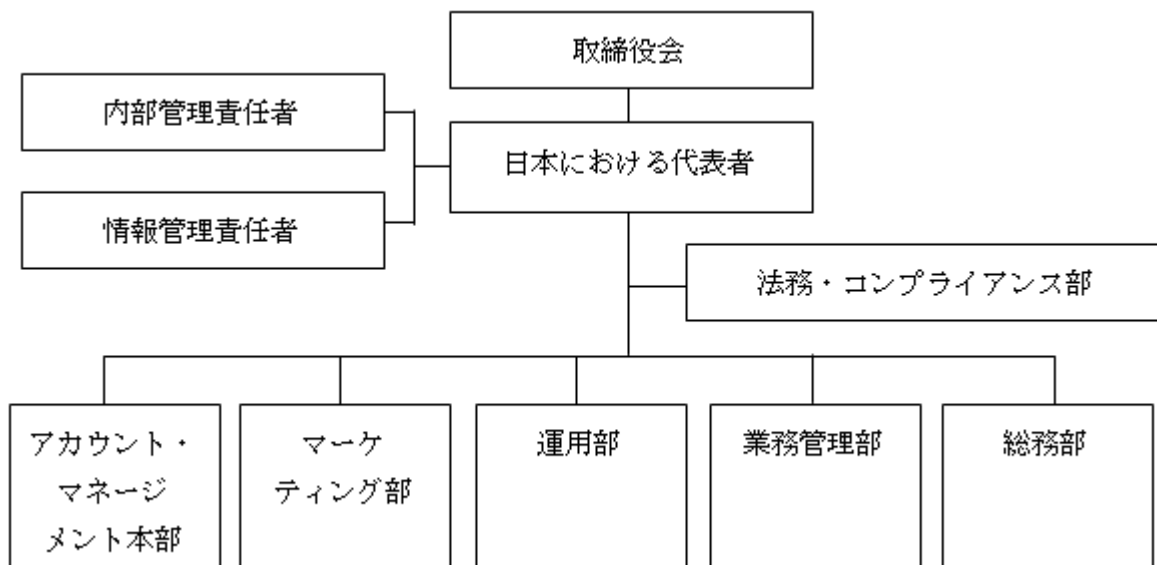 取締役会
内部管理責任者
日本における代表者
情報管理責任者
法務・コンプライアンス部
アカウント・
マネージ
メント本部
マーケ
ティング部
運用部
業務管理部
総務部